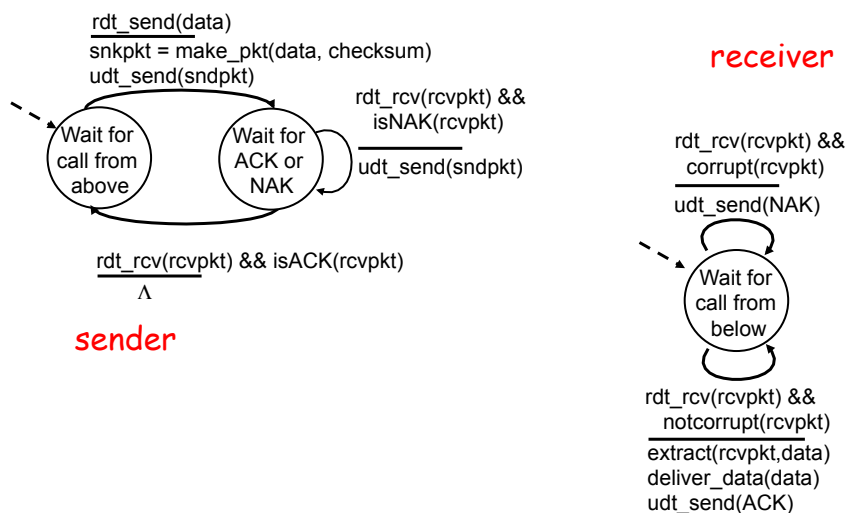 rdt_send(data)
snkpkt = make_pkt(data, checksum)
udt_send(sndpkt)
Wait for
call from
above
Wait for
ACK or
NAK
rdt_rcv(rcvpkt) &&
isNAK(rcvpkt)
udt_send(sndpkt)
rdt_rcv(rcvpkt) && isACK(rcvpkt)
Λ
sender
receiver
rdt_rcv(rcvpkt) &&
corrupt(rcvpkt)
udt_send(NAK)
Wait for
call from
below
rdt_rcv(rcvpkt) &&
notcorrupt(rcvpkt)
extract(rcvpkt,data)
deliver_data(data)
udt_send(ACK)